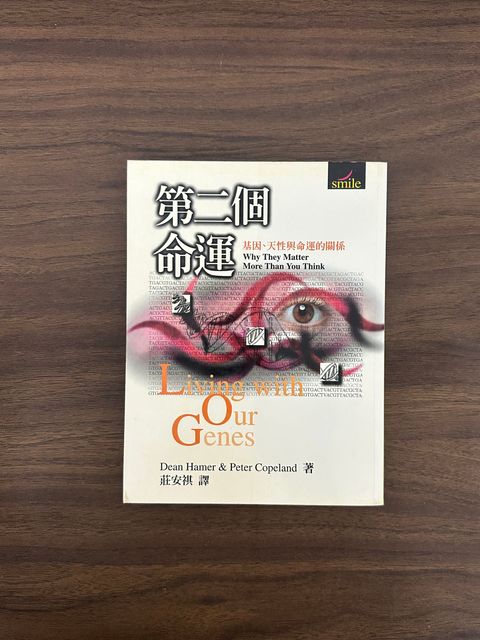 smile
第二個
命運
基因、天性與命運的關係
Why They Matter
More Than You Think
Living with
Our
Genes
Dean Hamer & Peter Copeland 著
莊安祺 譯